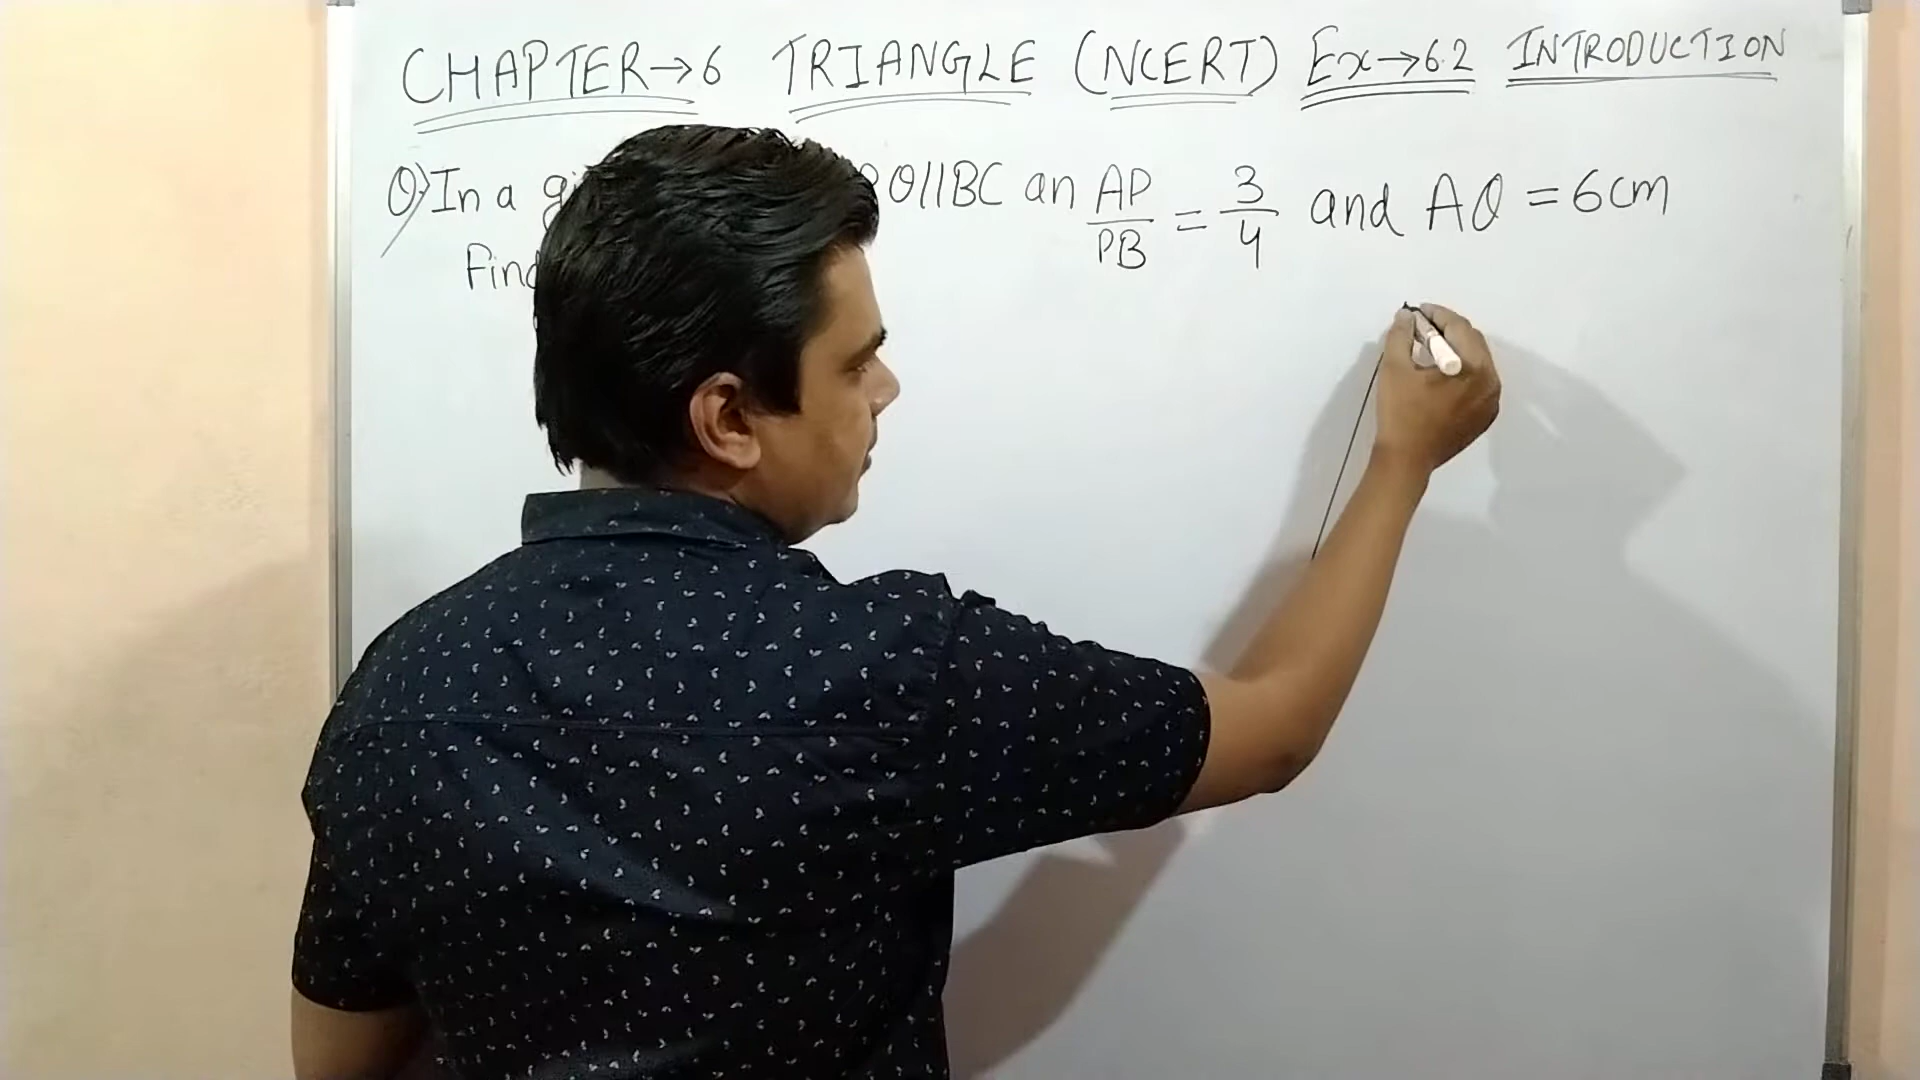 CHAPTER→6 TRIANGLE (NCERT) Ex→6.2 INTRODUCTION
Q) In a Q||BC an AP/PB = 3/4 and AQ = 6cm
Find